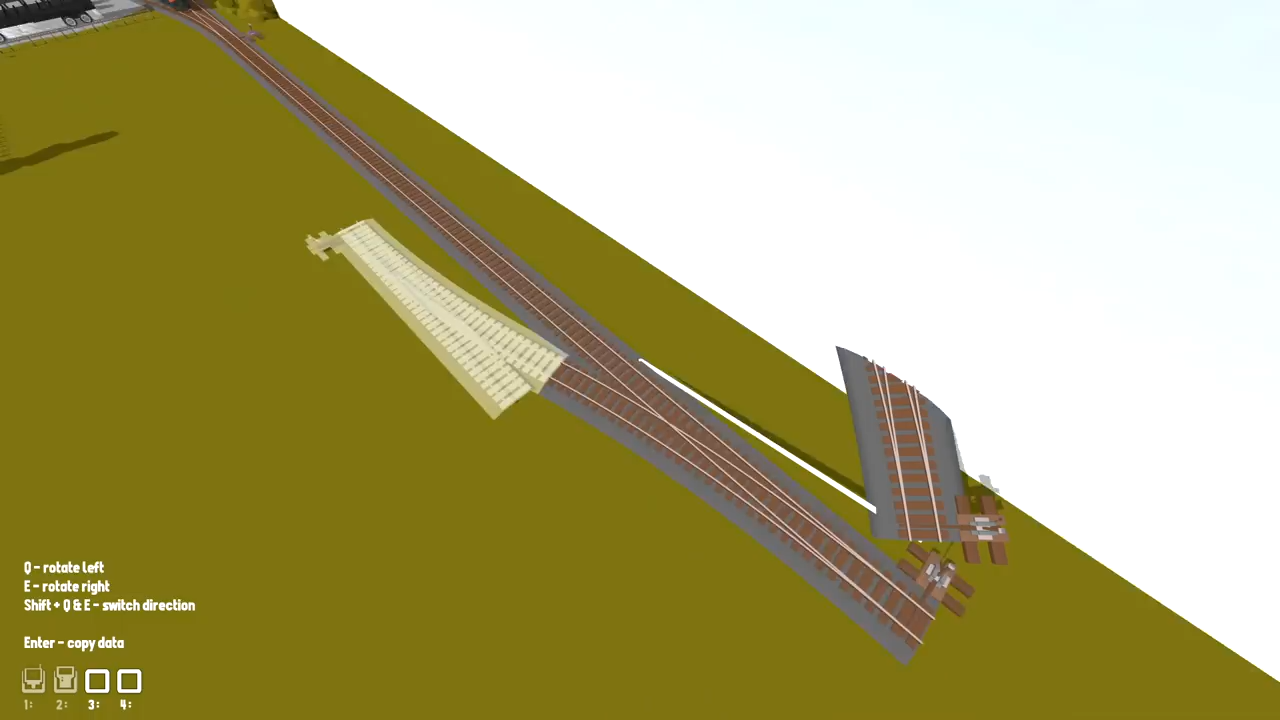 Q - rotate left
E - rotate right
Shift + Q & E - switch direction
Enter - copy data
1: 2: 3: 4: